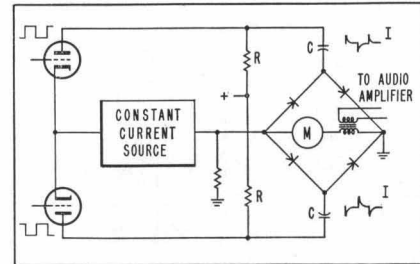 I
C
R
TO AUDIO
AMPLIFIER
+
CONSTANT
CURRENT
SOURCE
M
R
C
I